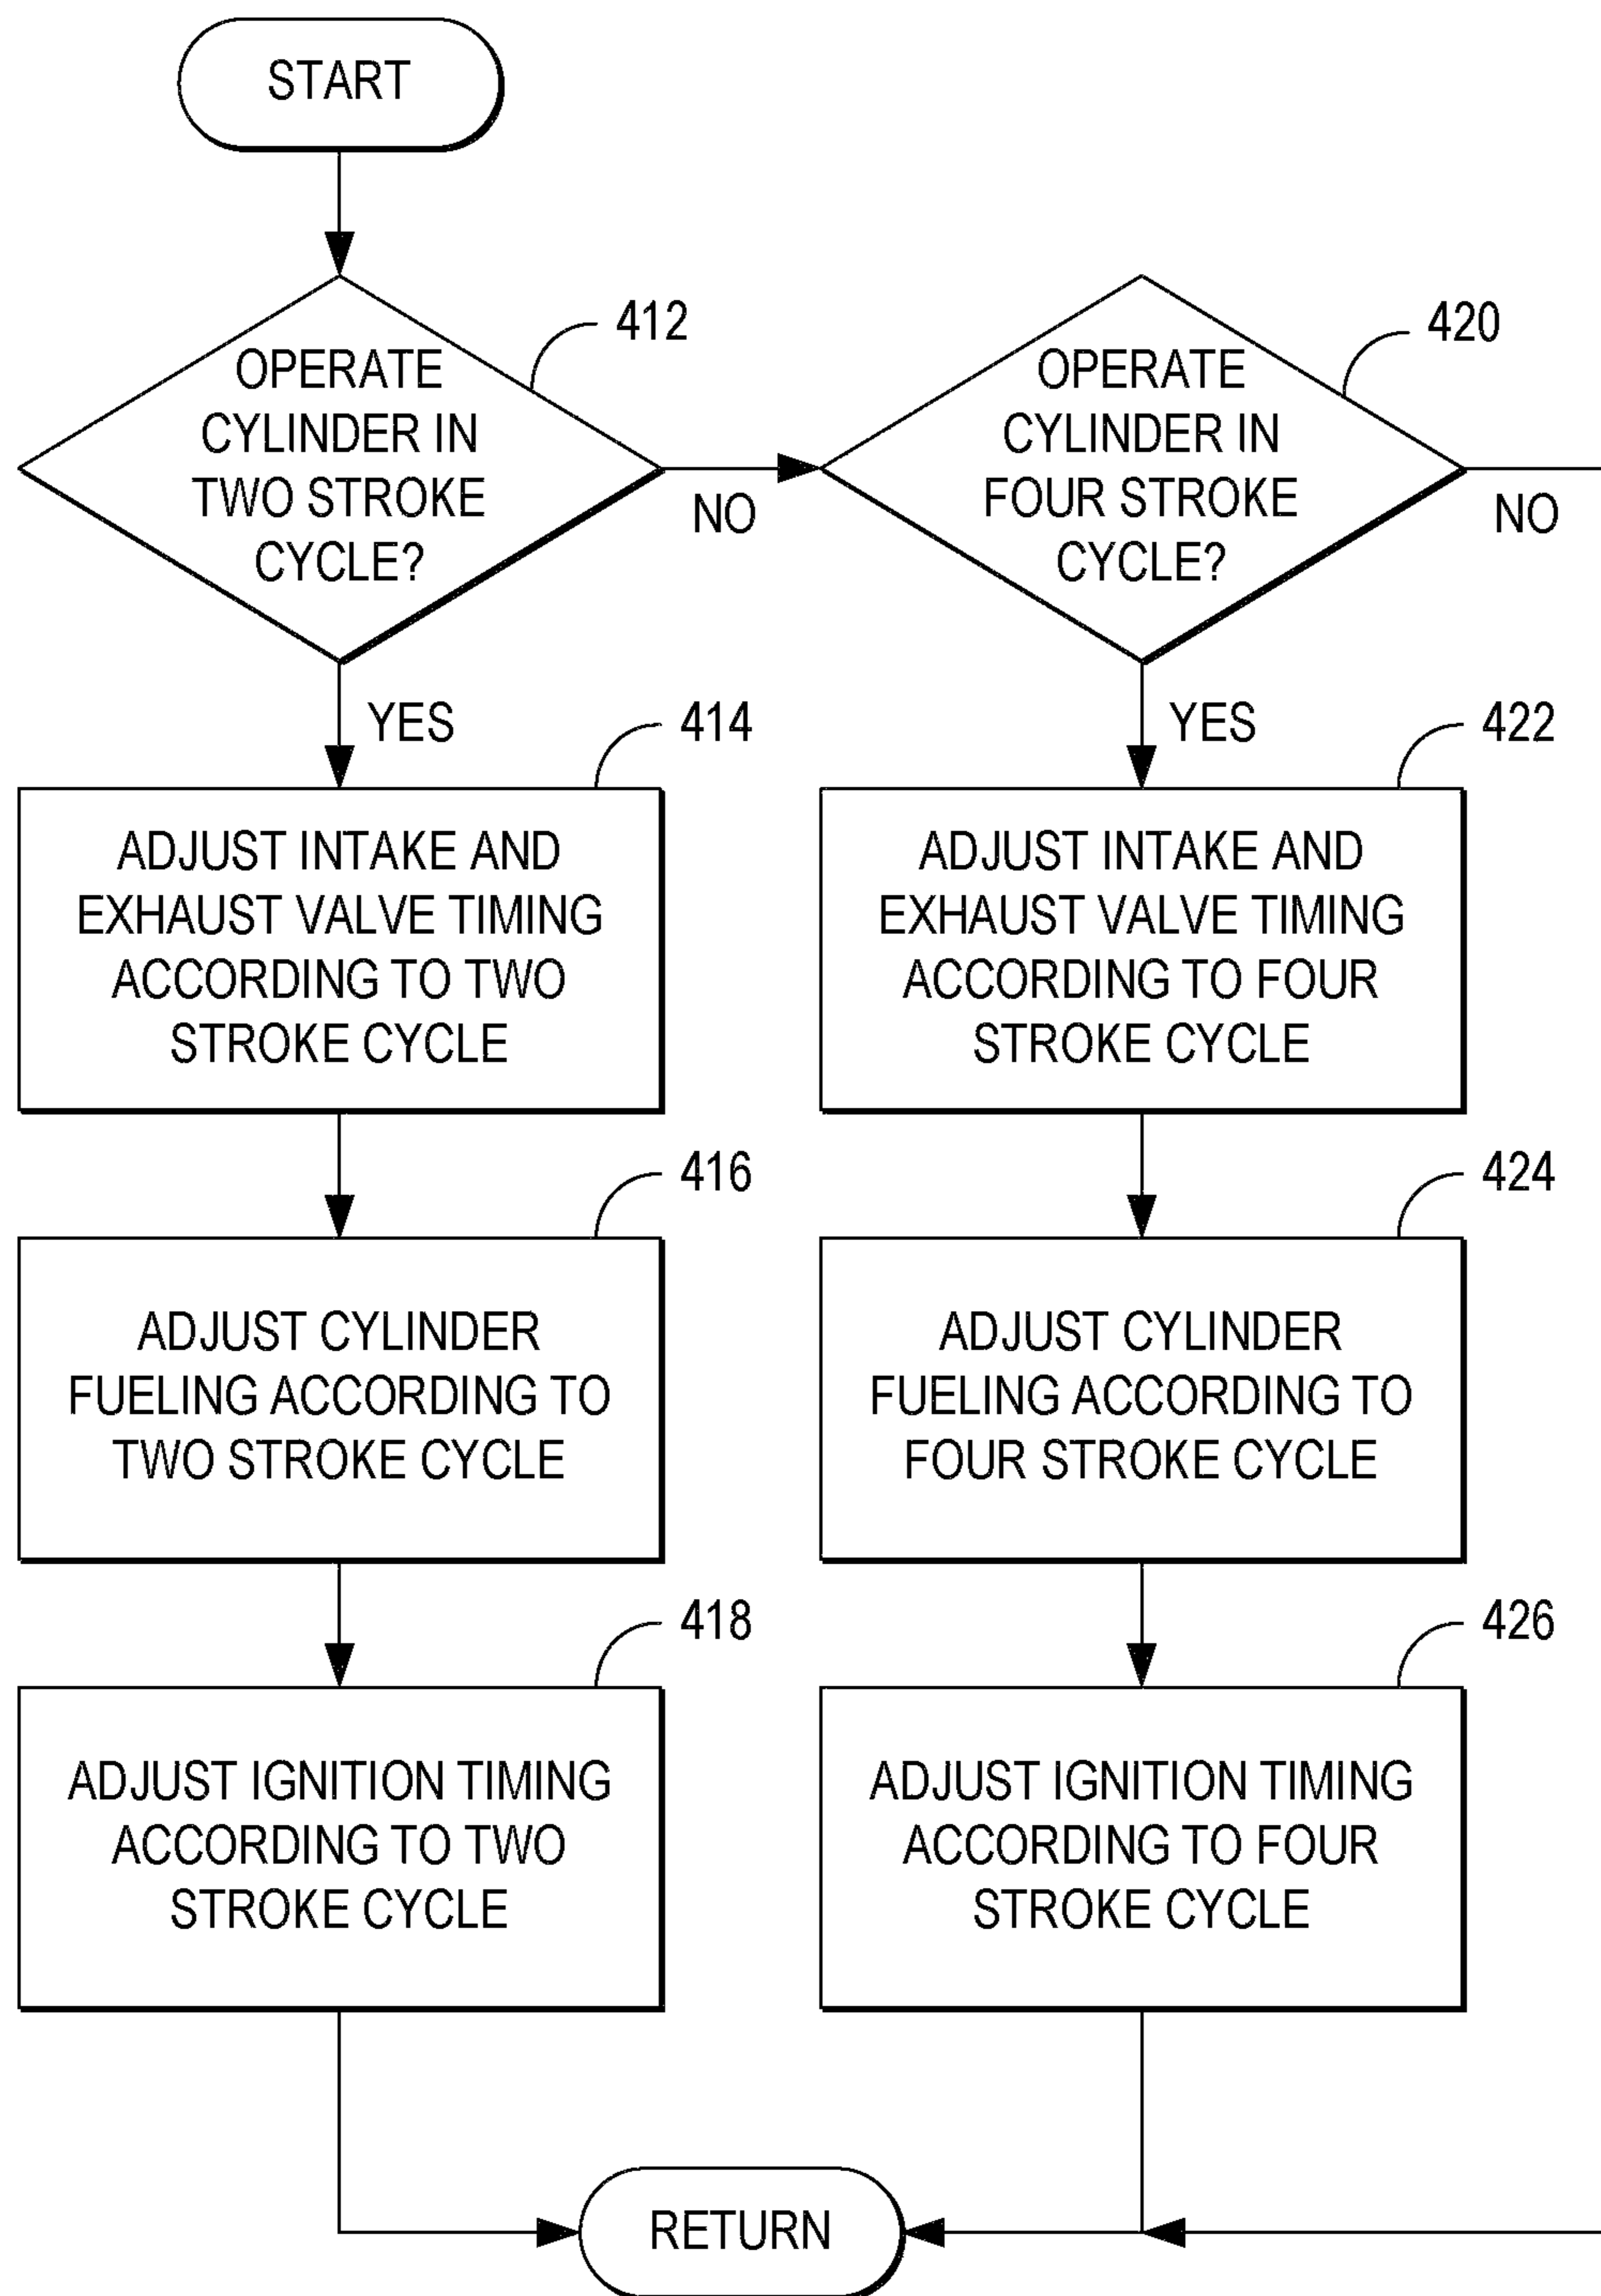 START
412
OPERATE
CYLINDER IN
TWO STROKE
CYCLE?
NO
YES
420
OPERATE
CYLINDER IN
FOUR STROKE
CYCLE?
NO
YES
414
ADJUST INTAKE AND
EXHAUST VALVE TIMING
ACCORDING TO TWO
STROKE CYCLE
422
ADJUST INTAKE AND
EXHAUST VALVE TIMING
ACCORDING TO FOUR
STROKE CYCLE
416
ADJUST CYLINDER
FUELING ACCORDING TO
TWO STROKE CYCLE
424
ADJUST CYLINDER
FUELING ACCORDING TO
FOUR STROKE CYCLE
418
ADJUST IGNITION TIMING
ACCORDING TO TWO
STROKE CYCLE
426
ADJUST IGNITION TIMING
ACCORDING TO FOUR
STROKE CYCLE
RETURN